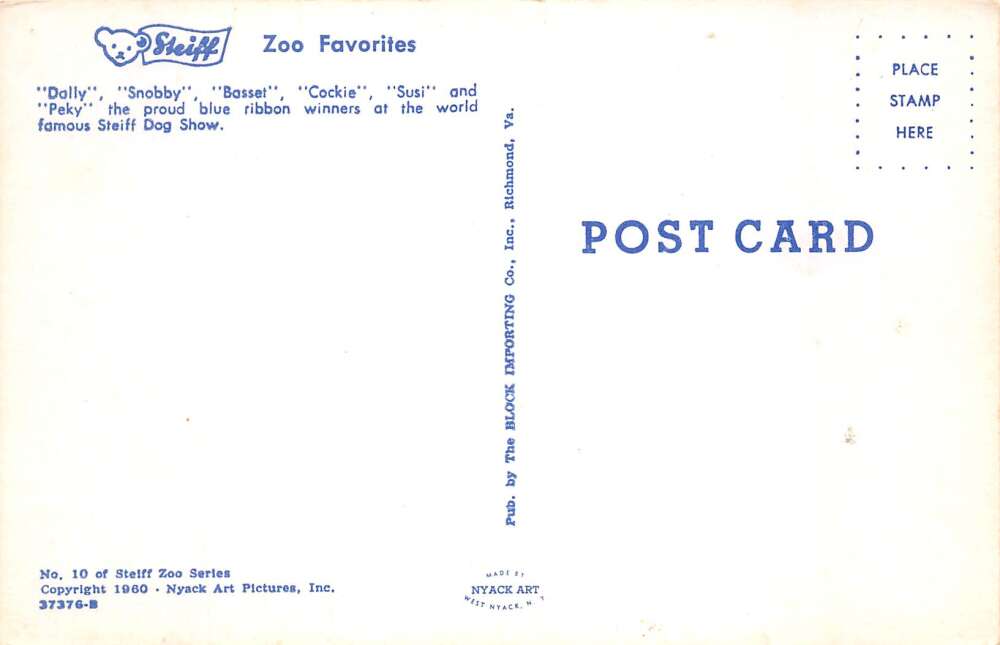 Steiff Zoo Favorites
"Dally", "Snobby", "Basset", "Cockie", "Susi" and
"Peky" the proud blue ribbon winners at the world
famous Steiff Dog Show.
PLACE
STAMP
HERE
POST CARD
Pub. by The BLOCK IMPORTING Co., Inc., Richmond, Va.
No. 10 of Steiff Zoo Series
Copyright 1960 · Nyack Art Pictures, Inc.
37376-B
MADE BY
NYACK ART
WEST NYACK, N. Y.